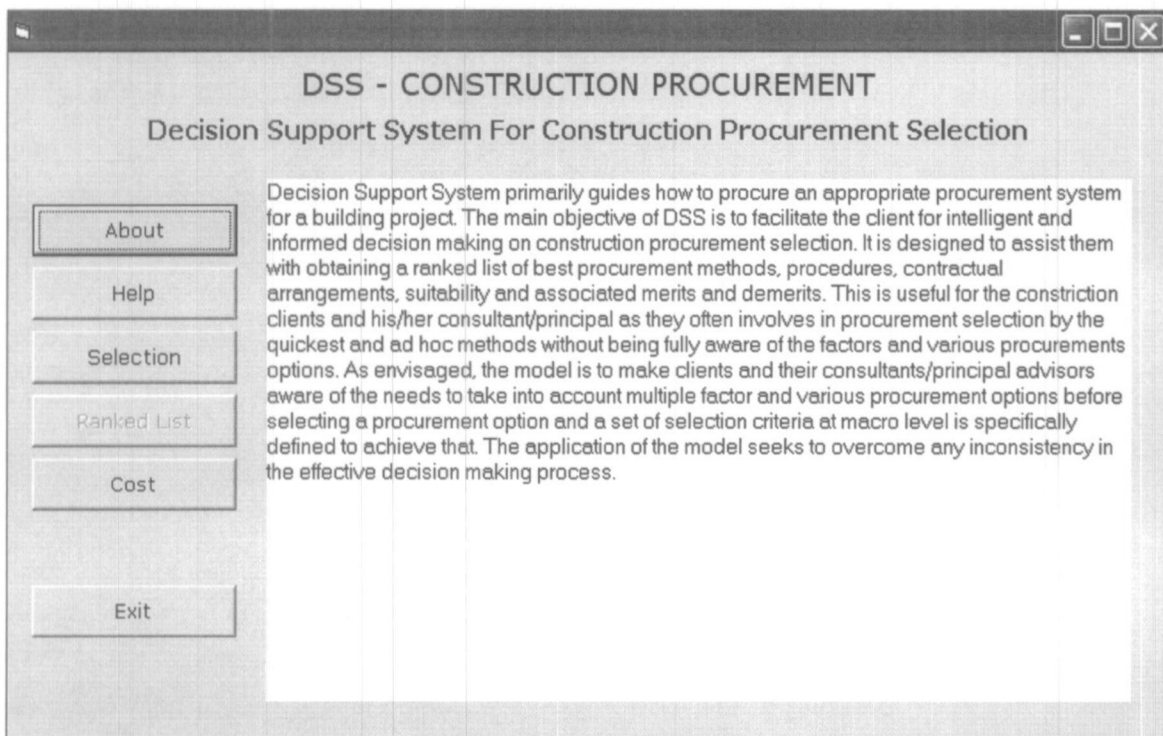 DSS - CONSTRUCTION PROCUREMENT
Decision Support System For Construction Procurement Selection
About
Help
Selection
Ranked List
Cost
Exit
Decision Support System primarily guides how to procure an appropriate procurement system
for a building project. The main objective of DSS is to facilitate the client for intelligent and
informed decision making on construction procurement selection. It is designed to assist them
with obtaining a ranked list of best procurement methods, procedures, contractual
arrangements, suitability and associated merits and demerits. This is useful for the constriction
clients and his/her consultant/principal as they often involves in procurement selection by the
quickest and ad hoc methods without being fully aware of the factors and various procurements
options. As envisaged, the model is to make clients and their consultants/principal advisors
aware of the needs to take into account multiple factor and various procurement options before
selecting a procurement option and a set of selection criteria at macro level is specifically
defined to achieve that. The application of the model seeks to overcome any inconsistency in
the effective decision making process.